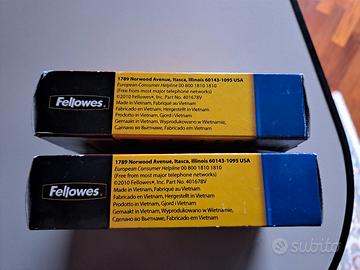 Fellowes
1789 Norwood Avenue, Itasca, Illinois 60143-1095 USA
European Consumer Helpline 00 800 1810 1810
(Free from most major telephone networks)
©2010 Fellowes, Inc. Part No. 401678V
Made in Vietnam, Fabriqué au Vietnam
Fabricado en Vietnam, Hergestellt in Vietnam
Prodotto in Vietnam, Gjord i Vietnam
Gemaakt in Vietnam, Wyprodukowano w Wietnamie,
Сделано во Вьетнаме, Fabricado em Vietnam
Fellowes
1789 Norwood Avenue, Itasca, Illinois 60143-1095 USA
European Consumer Helpline 00 800 1810 1810
(Free from most major telephone networks)
©2010 Fellowes, Inc. Part No. 401678V
Made in Vietnam, Fabriqué au Vietnam
Fabricado en Vietnam, Hergestellt in Vietnam
Prodotto in Vietnam, Gjord i Vietnam
Gemaakt in Vietnam, Wyprodukowano w Wietnamie,
Сделано во Вьетнаме, Fabricado em Vietnam
subito